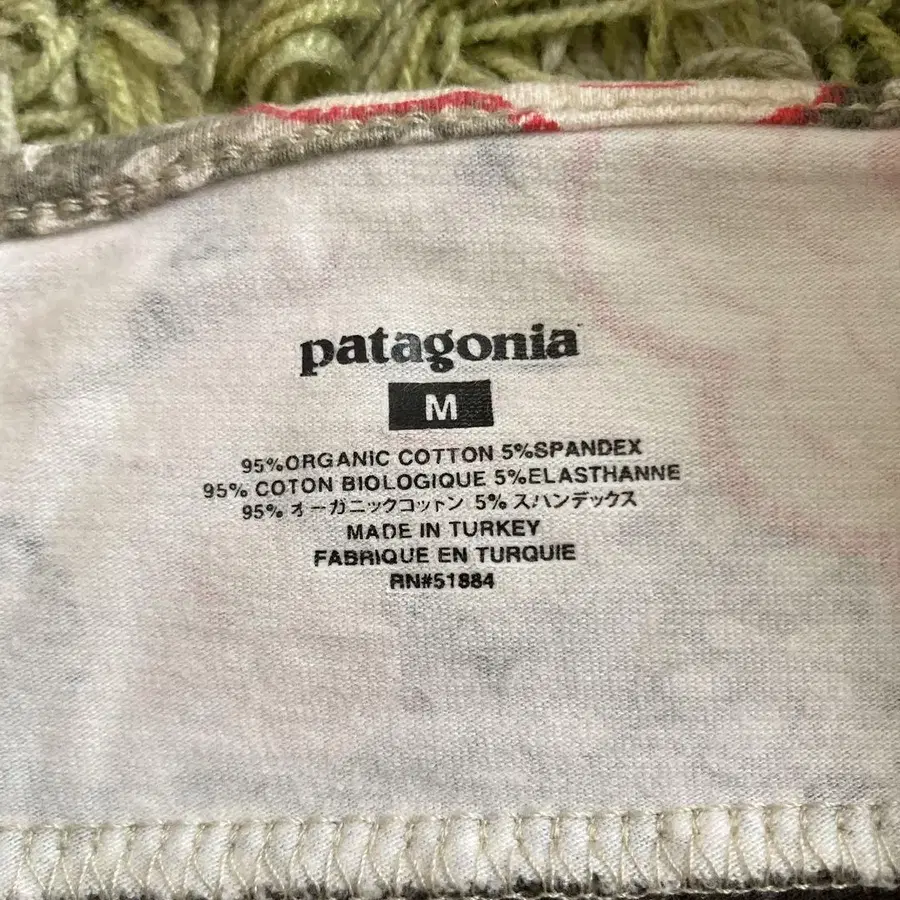 patagonia
M
95%ORGANIC COTTON 5%SPANDEX
95% COTON BIOLOGIQUE 5%ELASTHANNE
95% オーガニックコットン 5% スパンデックス
MADE IN TURKEY
FABRIQUE EN TURQUIE
RN#51884